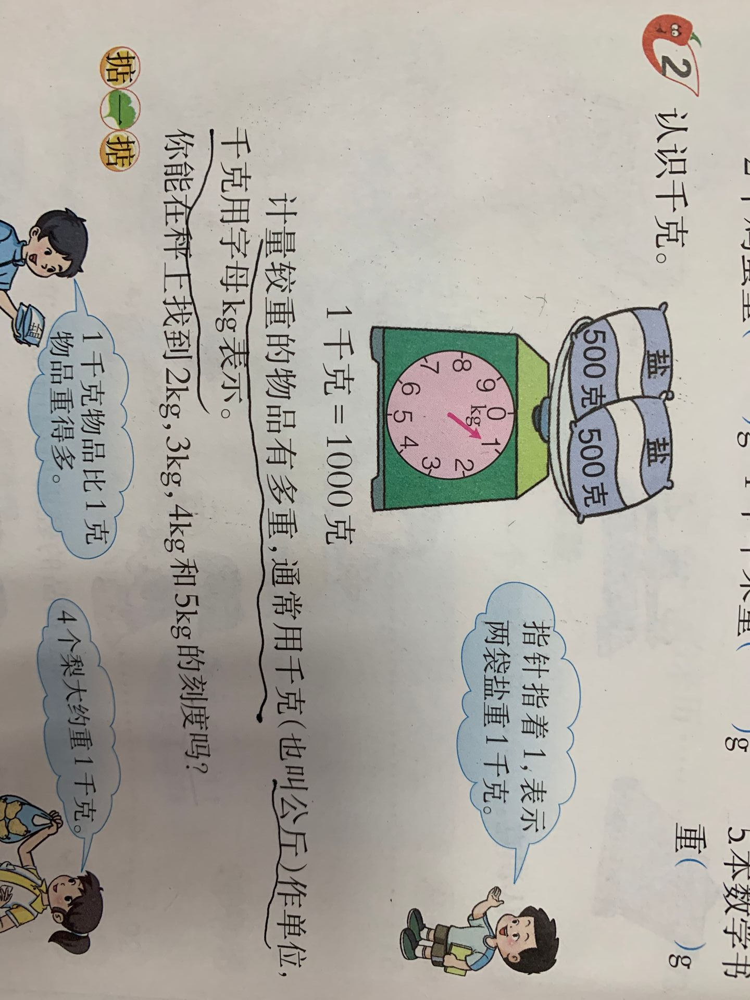 )g
)g
5本数学书
重(    )g
2
认识千克。
盐
盐
500克
500克
9
0
1
8
kg
2
7
3
6
5
4
指针指着1,表示
两袋盐重1千克。
1千克=1000克
计量较重的物品有多重,通常用千克(也叫公斤)作单位,
千克用字母kg表示。
你能在秤上找到2kg,3kg,4kg和5kg的刻度吗?
掂一掂
1千克物品比1克
物品重得多。
盐
4个梨大约重1千克。